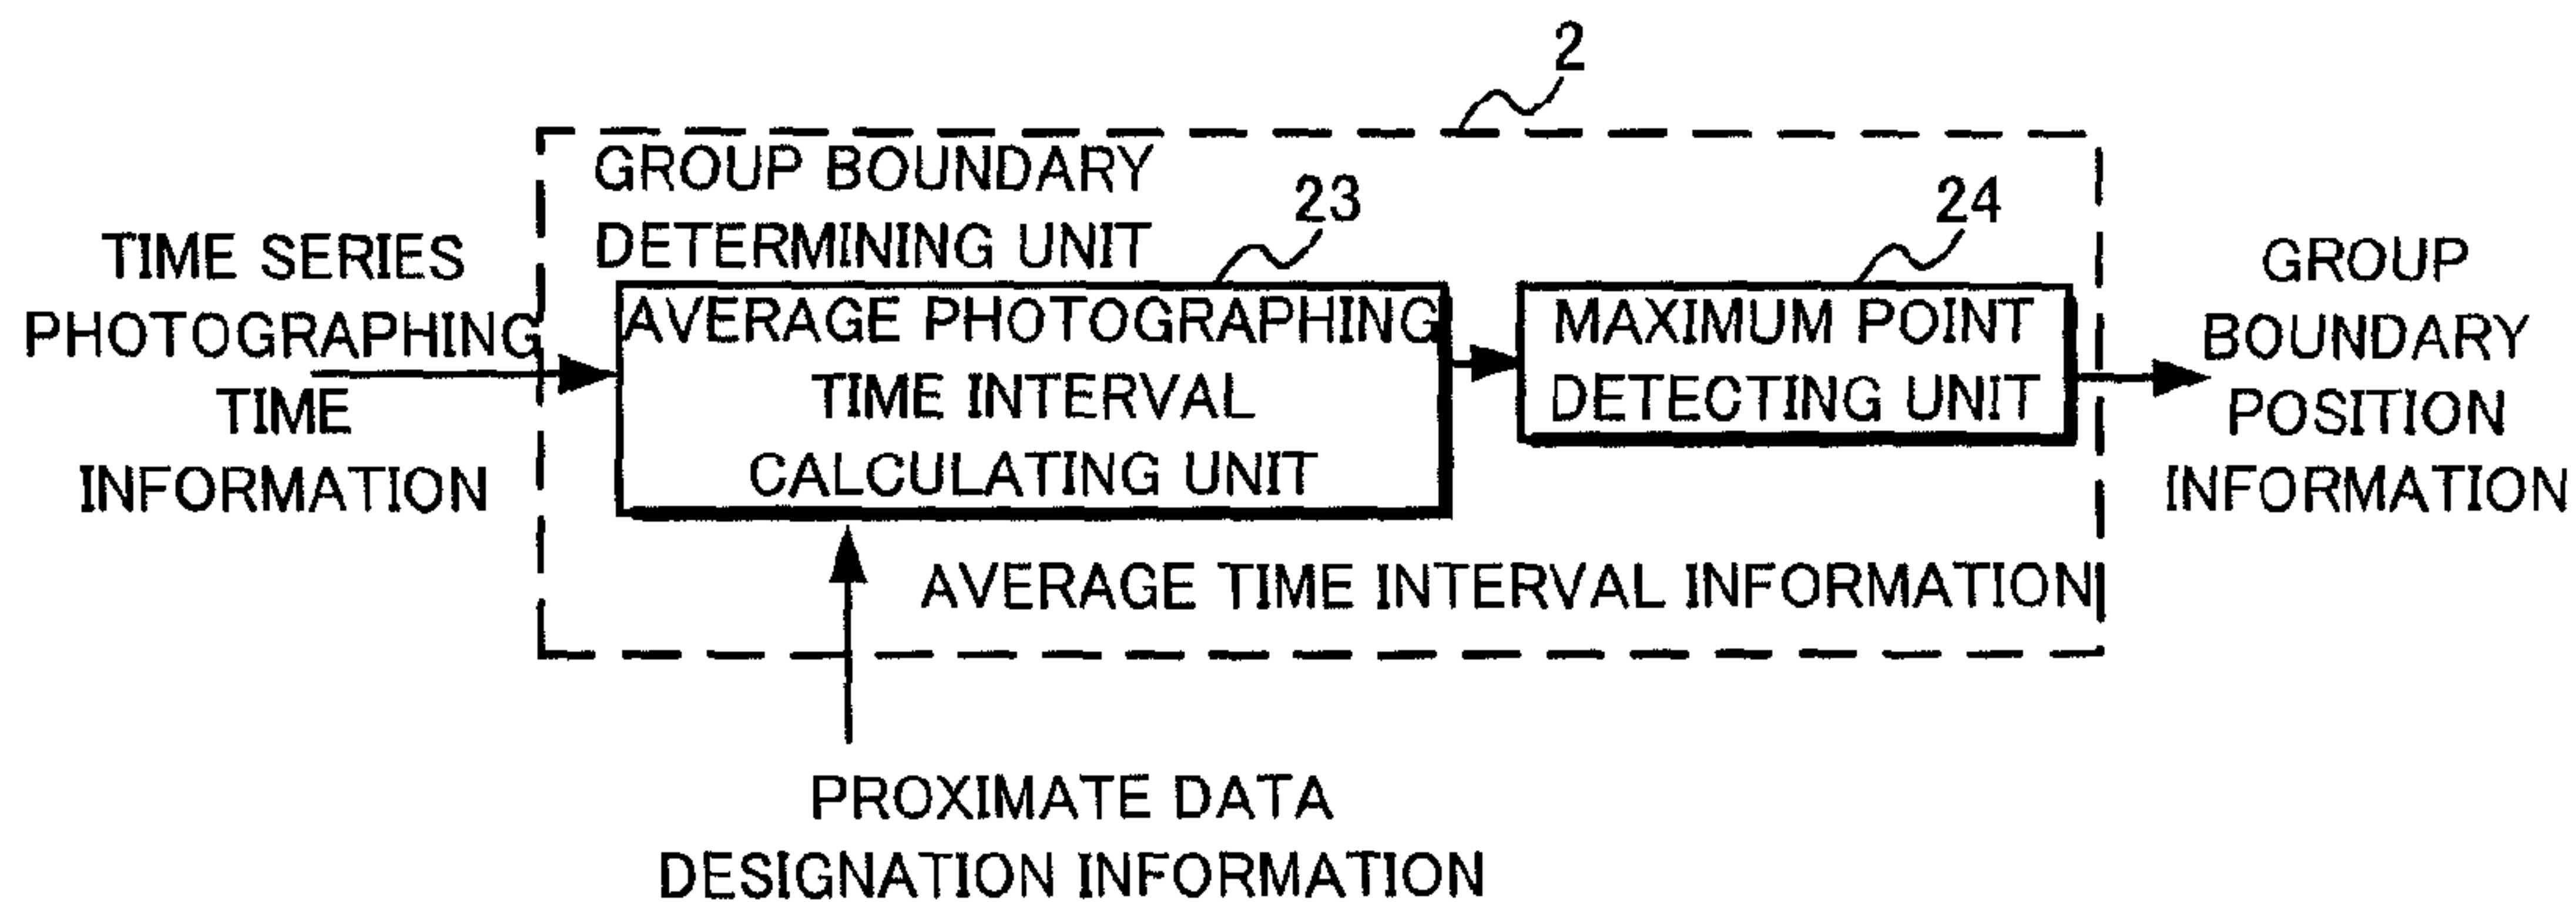 2
GROUP BOUNDARY
DETERMINING UNIT
23
24
TIME SERIES
PHOTOGRAPHING
TIME
INFORMATION
AVERAGE PHOTOGRAPHING
TIME INTERVAL
CALCULATING UNIT
MAXIMUM POINT
DETECTING UNIT
GROUP
BOUNDARY
POSITION
INFORMATION
AVERAGE TIME INTERVAL INFORMATION
PROXIMATE DATA
DESIGNATION INFORMATION